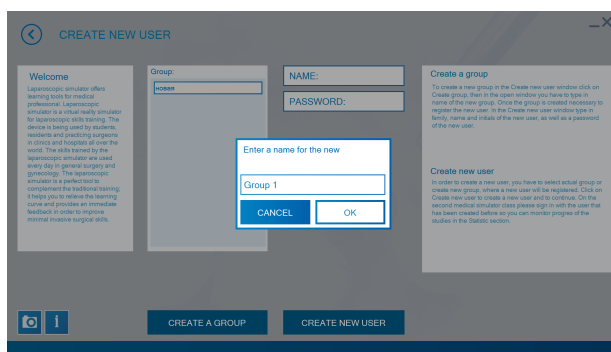 CREATE NEW USER
Welcome
Laparoscopic simulator offers
learning tools for medical
professional. Laparoscopic
simulator is a virtual reality simulator
for laparoscopic skills training. The
device is being used by students,
residents and practicing surgeons
in clinics and hospitals all over the
world. The skills trained by the
laparoscopic simulator are used
every day in general surgery and
gynecology. The laparoscopic
simulator is a perfect tool to
complement the traditional training;
it helps you to relieve the learning
curve and provides an immediate
feedback in order to improve
minimal invasive surgical skills.
Group:
НОВАЯ
NAME:
PASSWORD:
Enter a name for the new
Group 1
CANCEL
OK
Create a group
To create a new group in the Create new user window click on
Create group, then in the open window you have to type in
name of the new group. Once the group is created necessary to
register the new user. In the Create new user window type in
family, name and initials of the new user, as well as a password
of the new user.
Create new user
In order to create a new user, you have to select actual group or
create new group, where a new user will be registered. Click on
Create new user to create a new user and to continue. On the
second medical simulator class please sign in with the user that
has been created before so you can monitor progres of the
studies in the Statistic section.
CREATE A GROUP
CREATE NEW USER